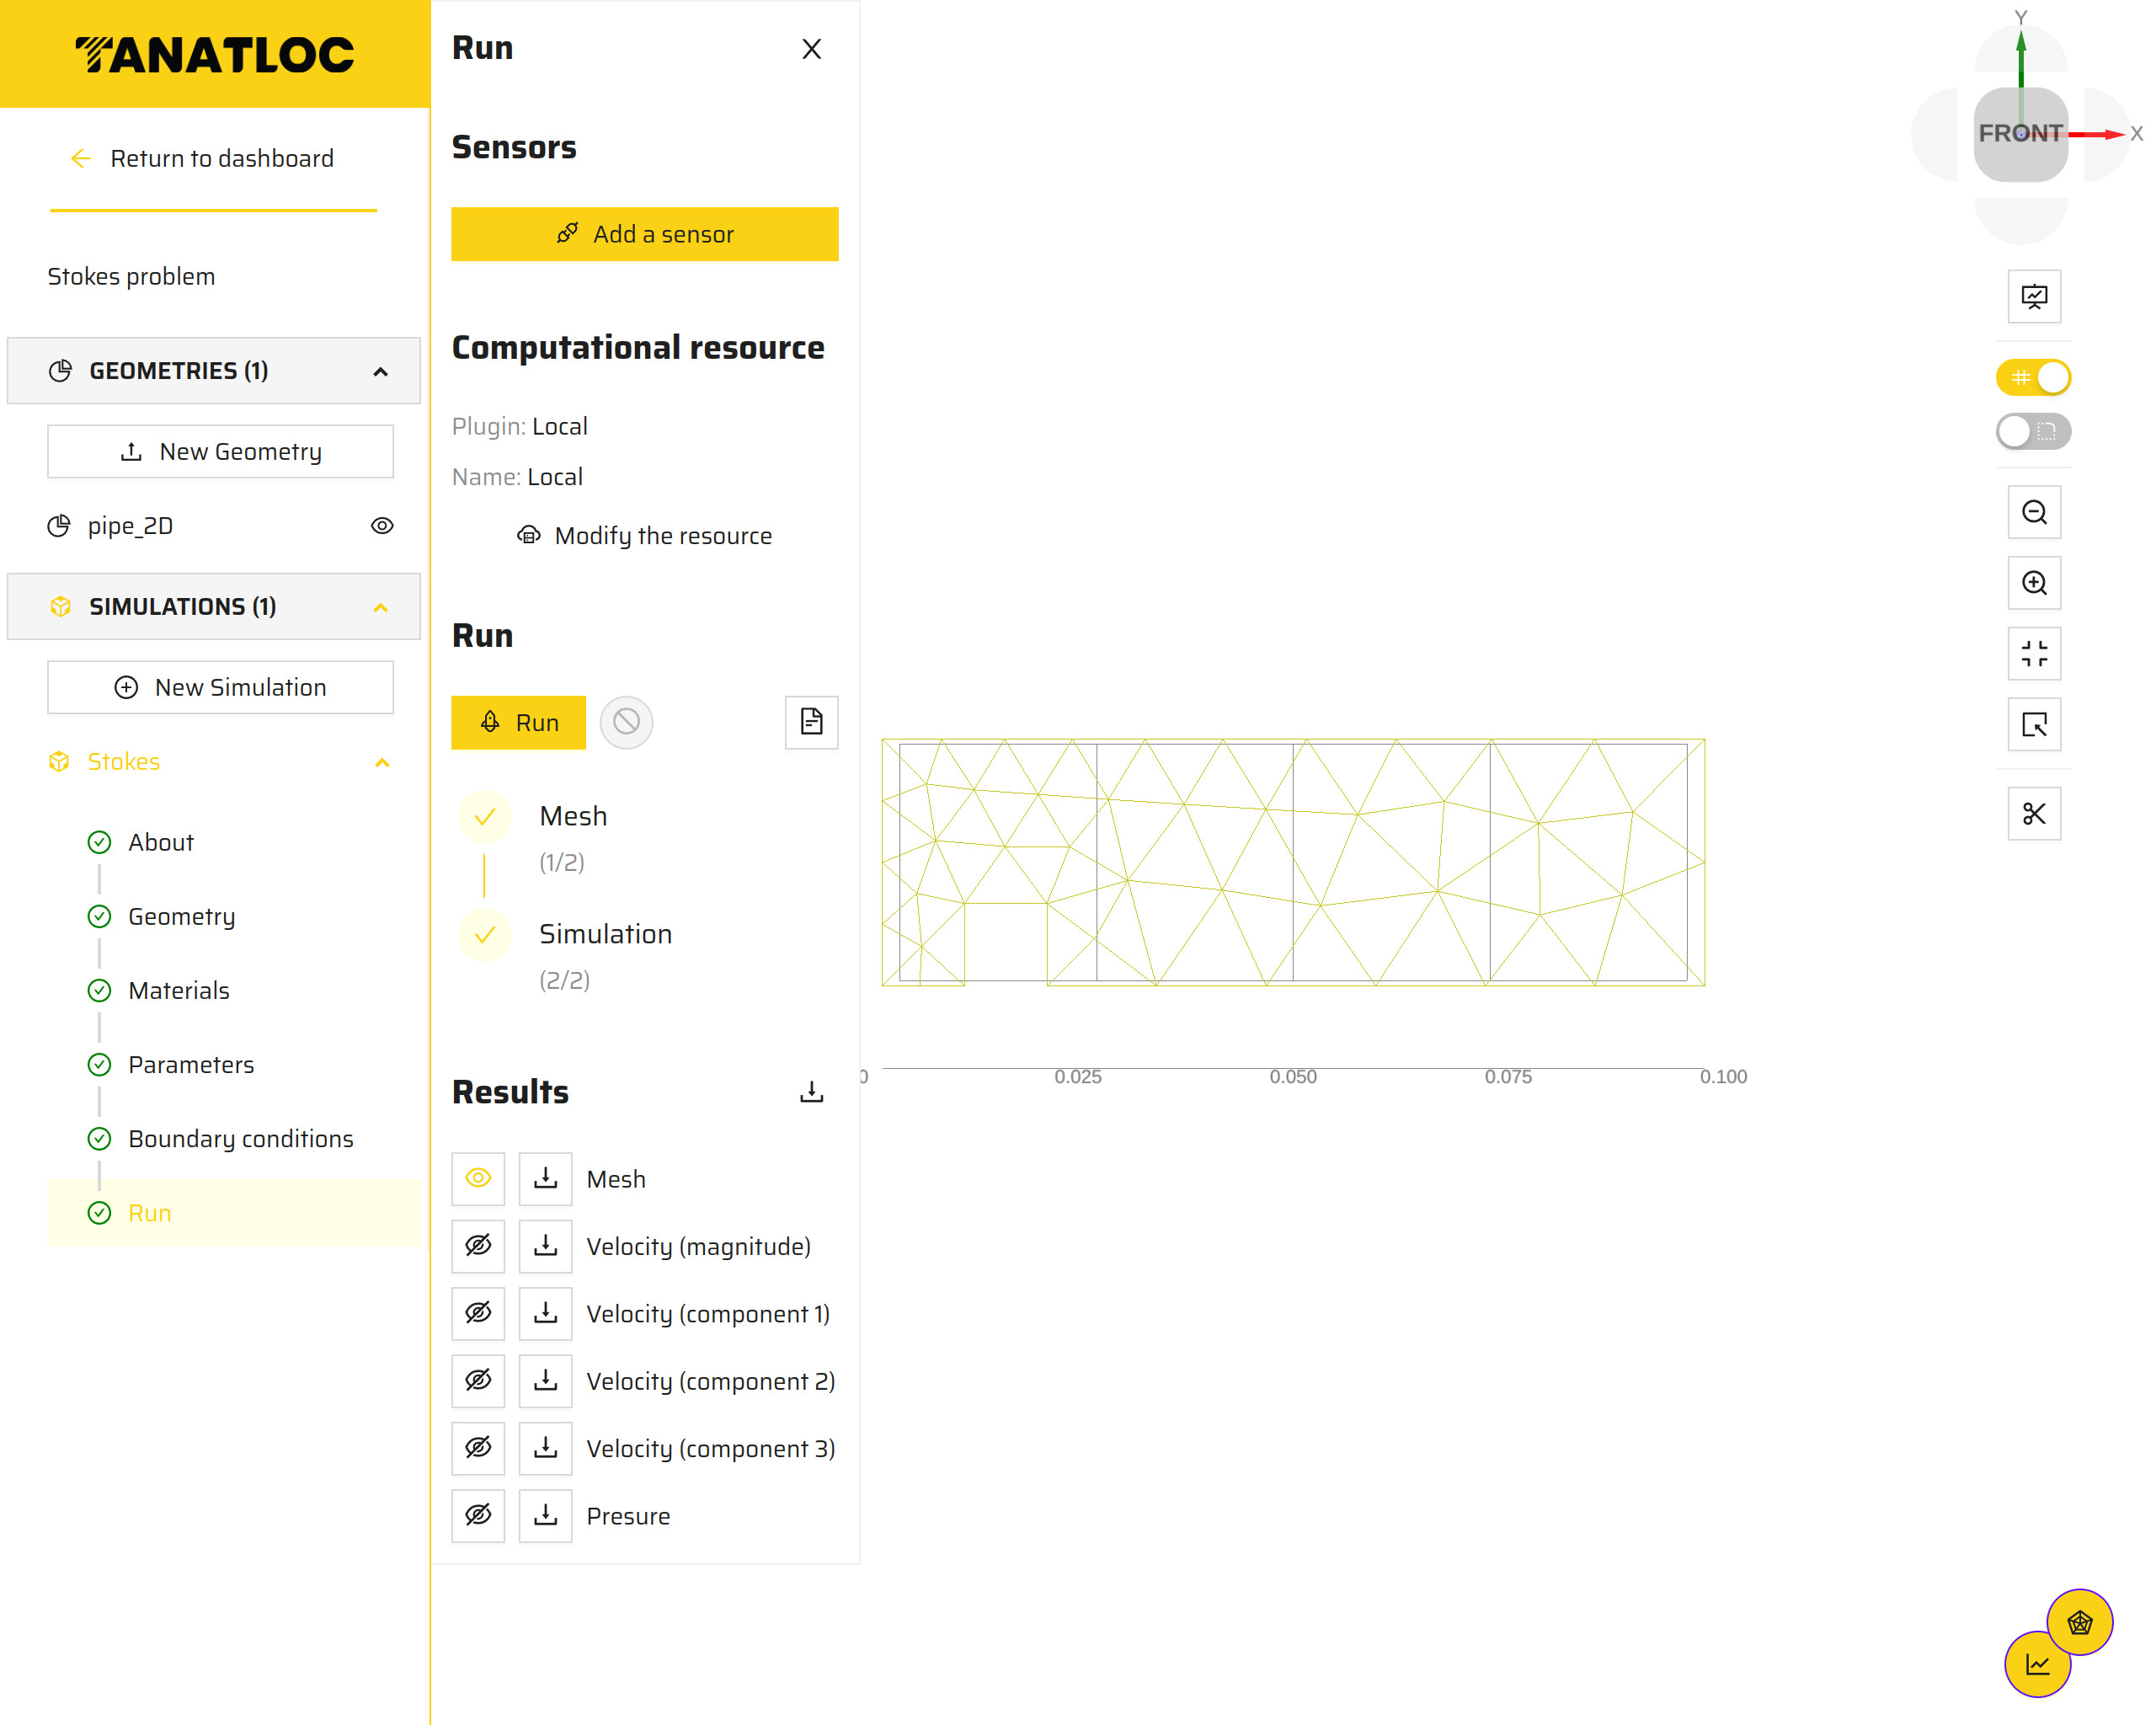 TANATLOC
Return to dashboard
Stokes problem
GEOMETRIES (1)
New Geometry
pipe_2D
SIMULATIONS (1)
New Simulation
Stokes
About
Geometry
Materials
Parameters
Boundary conditions
Run
Run
X
Sensors
Add a sensor
Computational resource
Plugin: Local
Name: Local
Modify the resource
Run
Run
Mesh
(1/2)
Simulation
(2/2)
Results
Mesh
Velocity (magnitude)
Velocity (component 1)
Velocity (component 2)
Velocity (component 3)
Presure
0 0.025 0.050 0.075 0.100
Y
FRONT
X